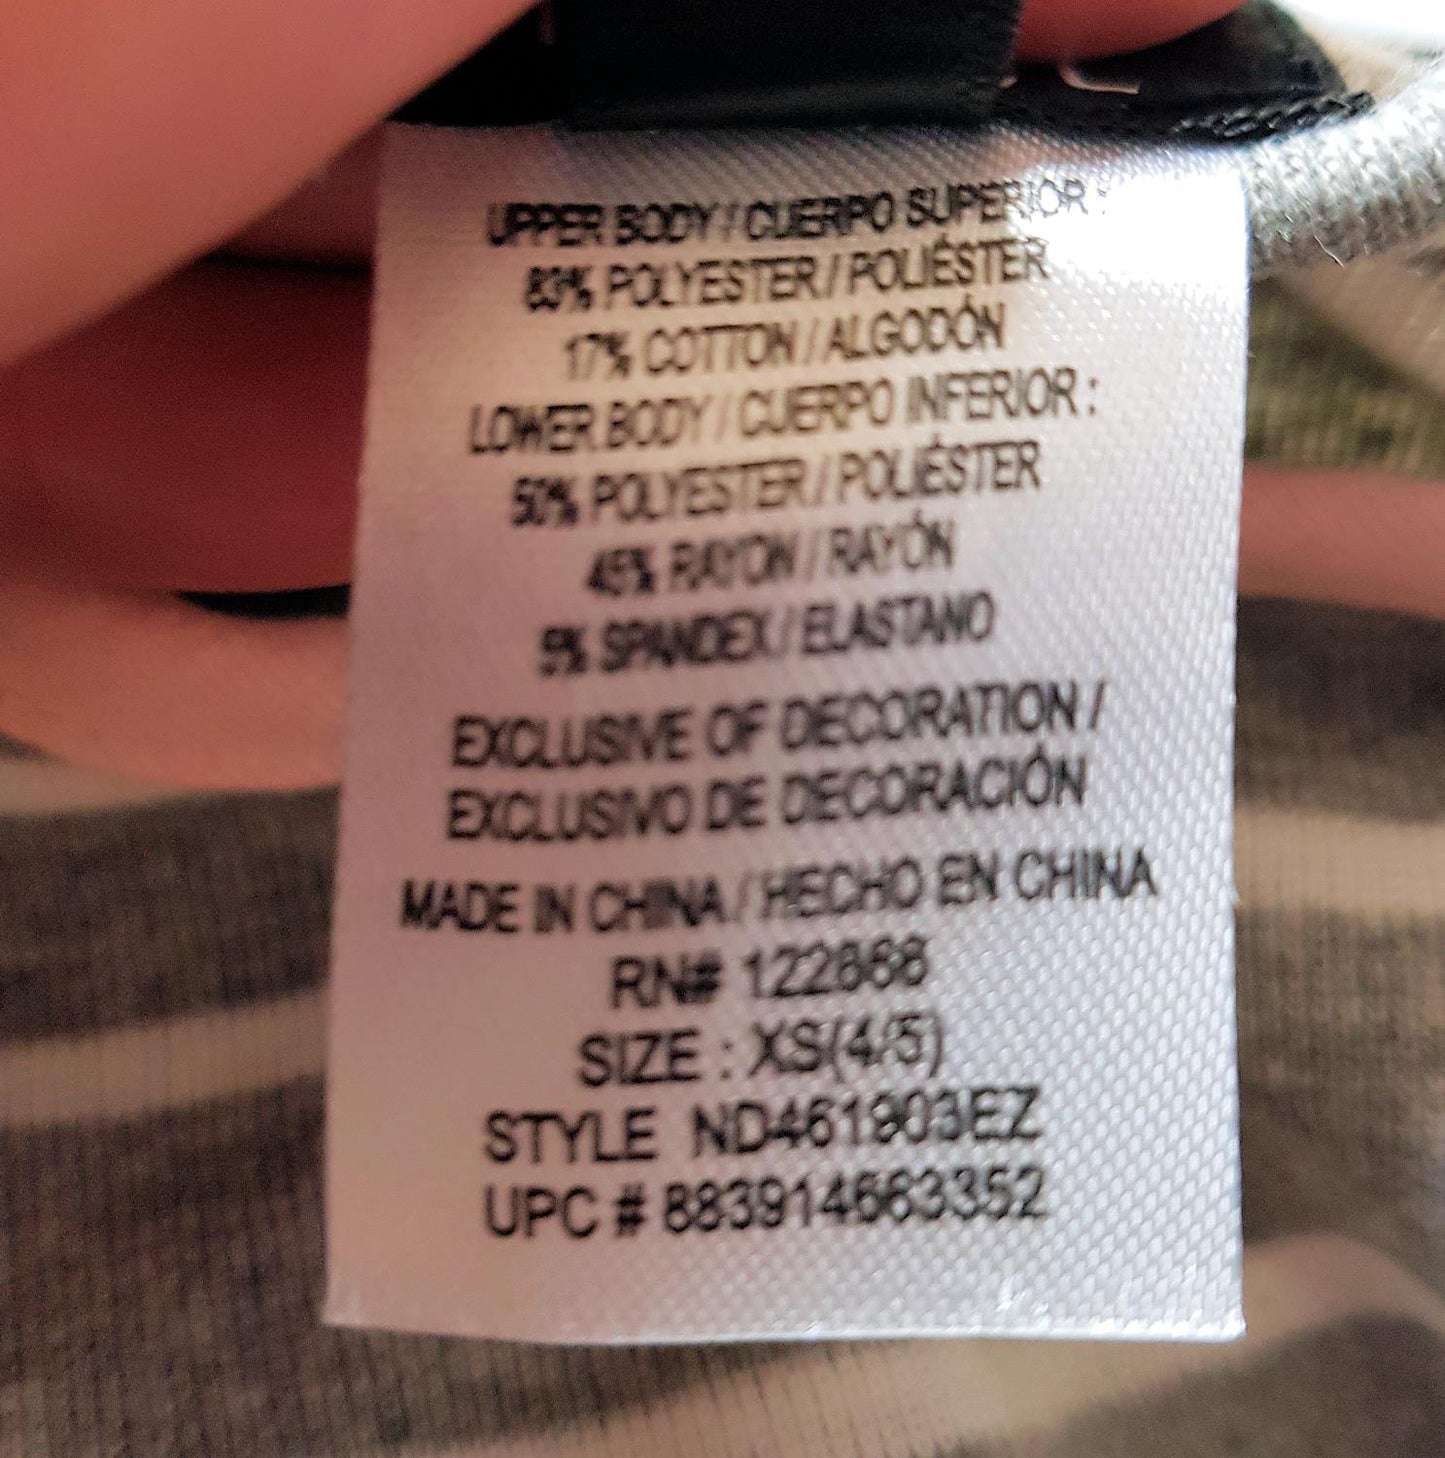 UPPER BODY / CUERPO SUPERIOR :
83% POLYESTER / POLIÉSTER
17% COTTON / ALGODÓN
LOWER BODY / CUERPO INFERIOR :
50% POLYESTER / POLIÉSTER
45% RAYON / RAYÓN
5% SPANDEX / ELASTANO
EXCLUSIVE OF DECORATION /
EXCLUSIVO DE DECORACIÓN
MADE IN CHINA / HECHO EN CHINA
RN#
SIZE : XS(4/5)
STYLE ND461903EZ
UPC #